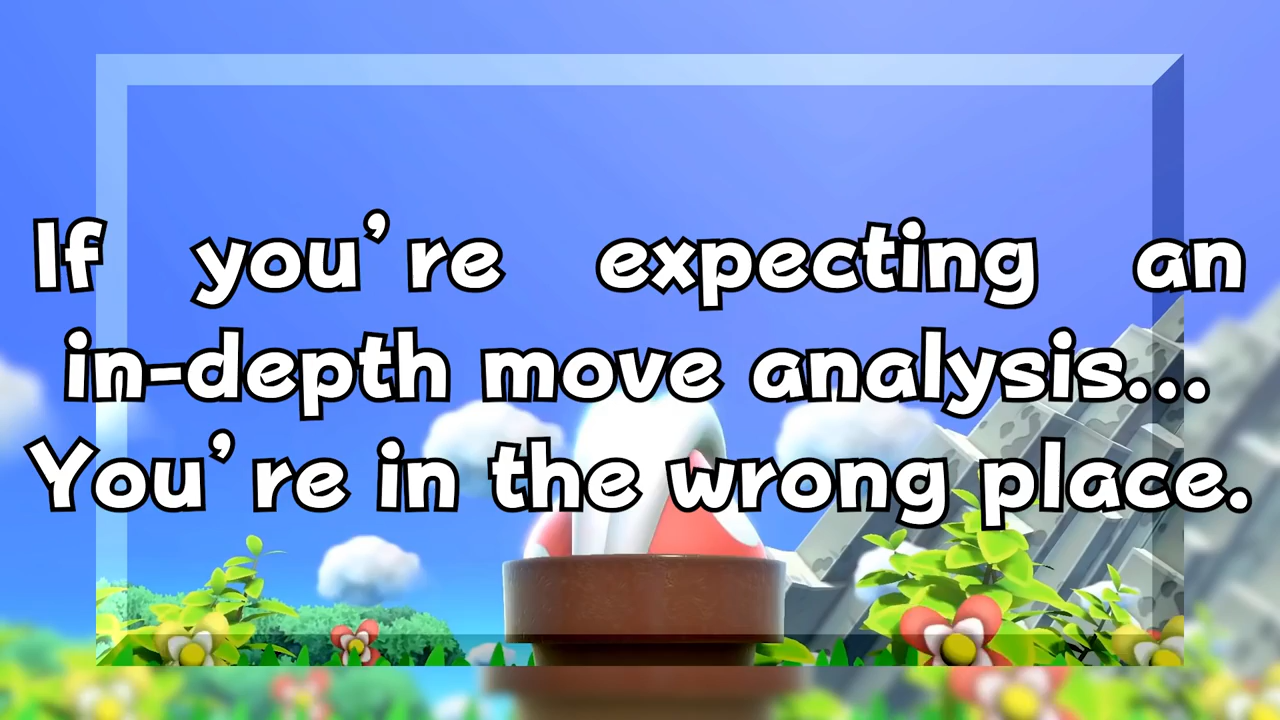 If you're expecting an
in-depth move analysis...
You're in the wrong place.